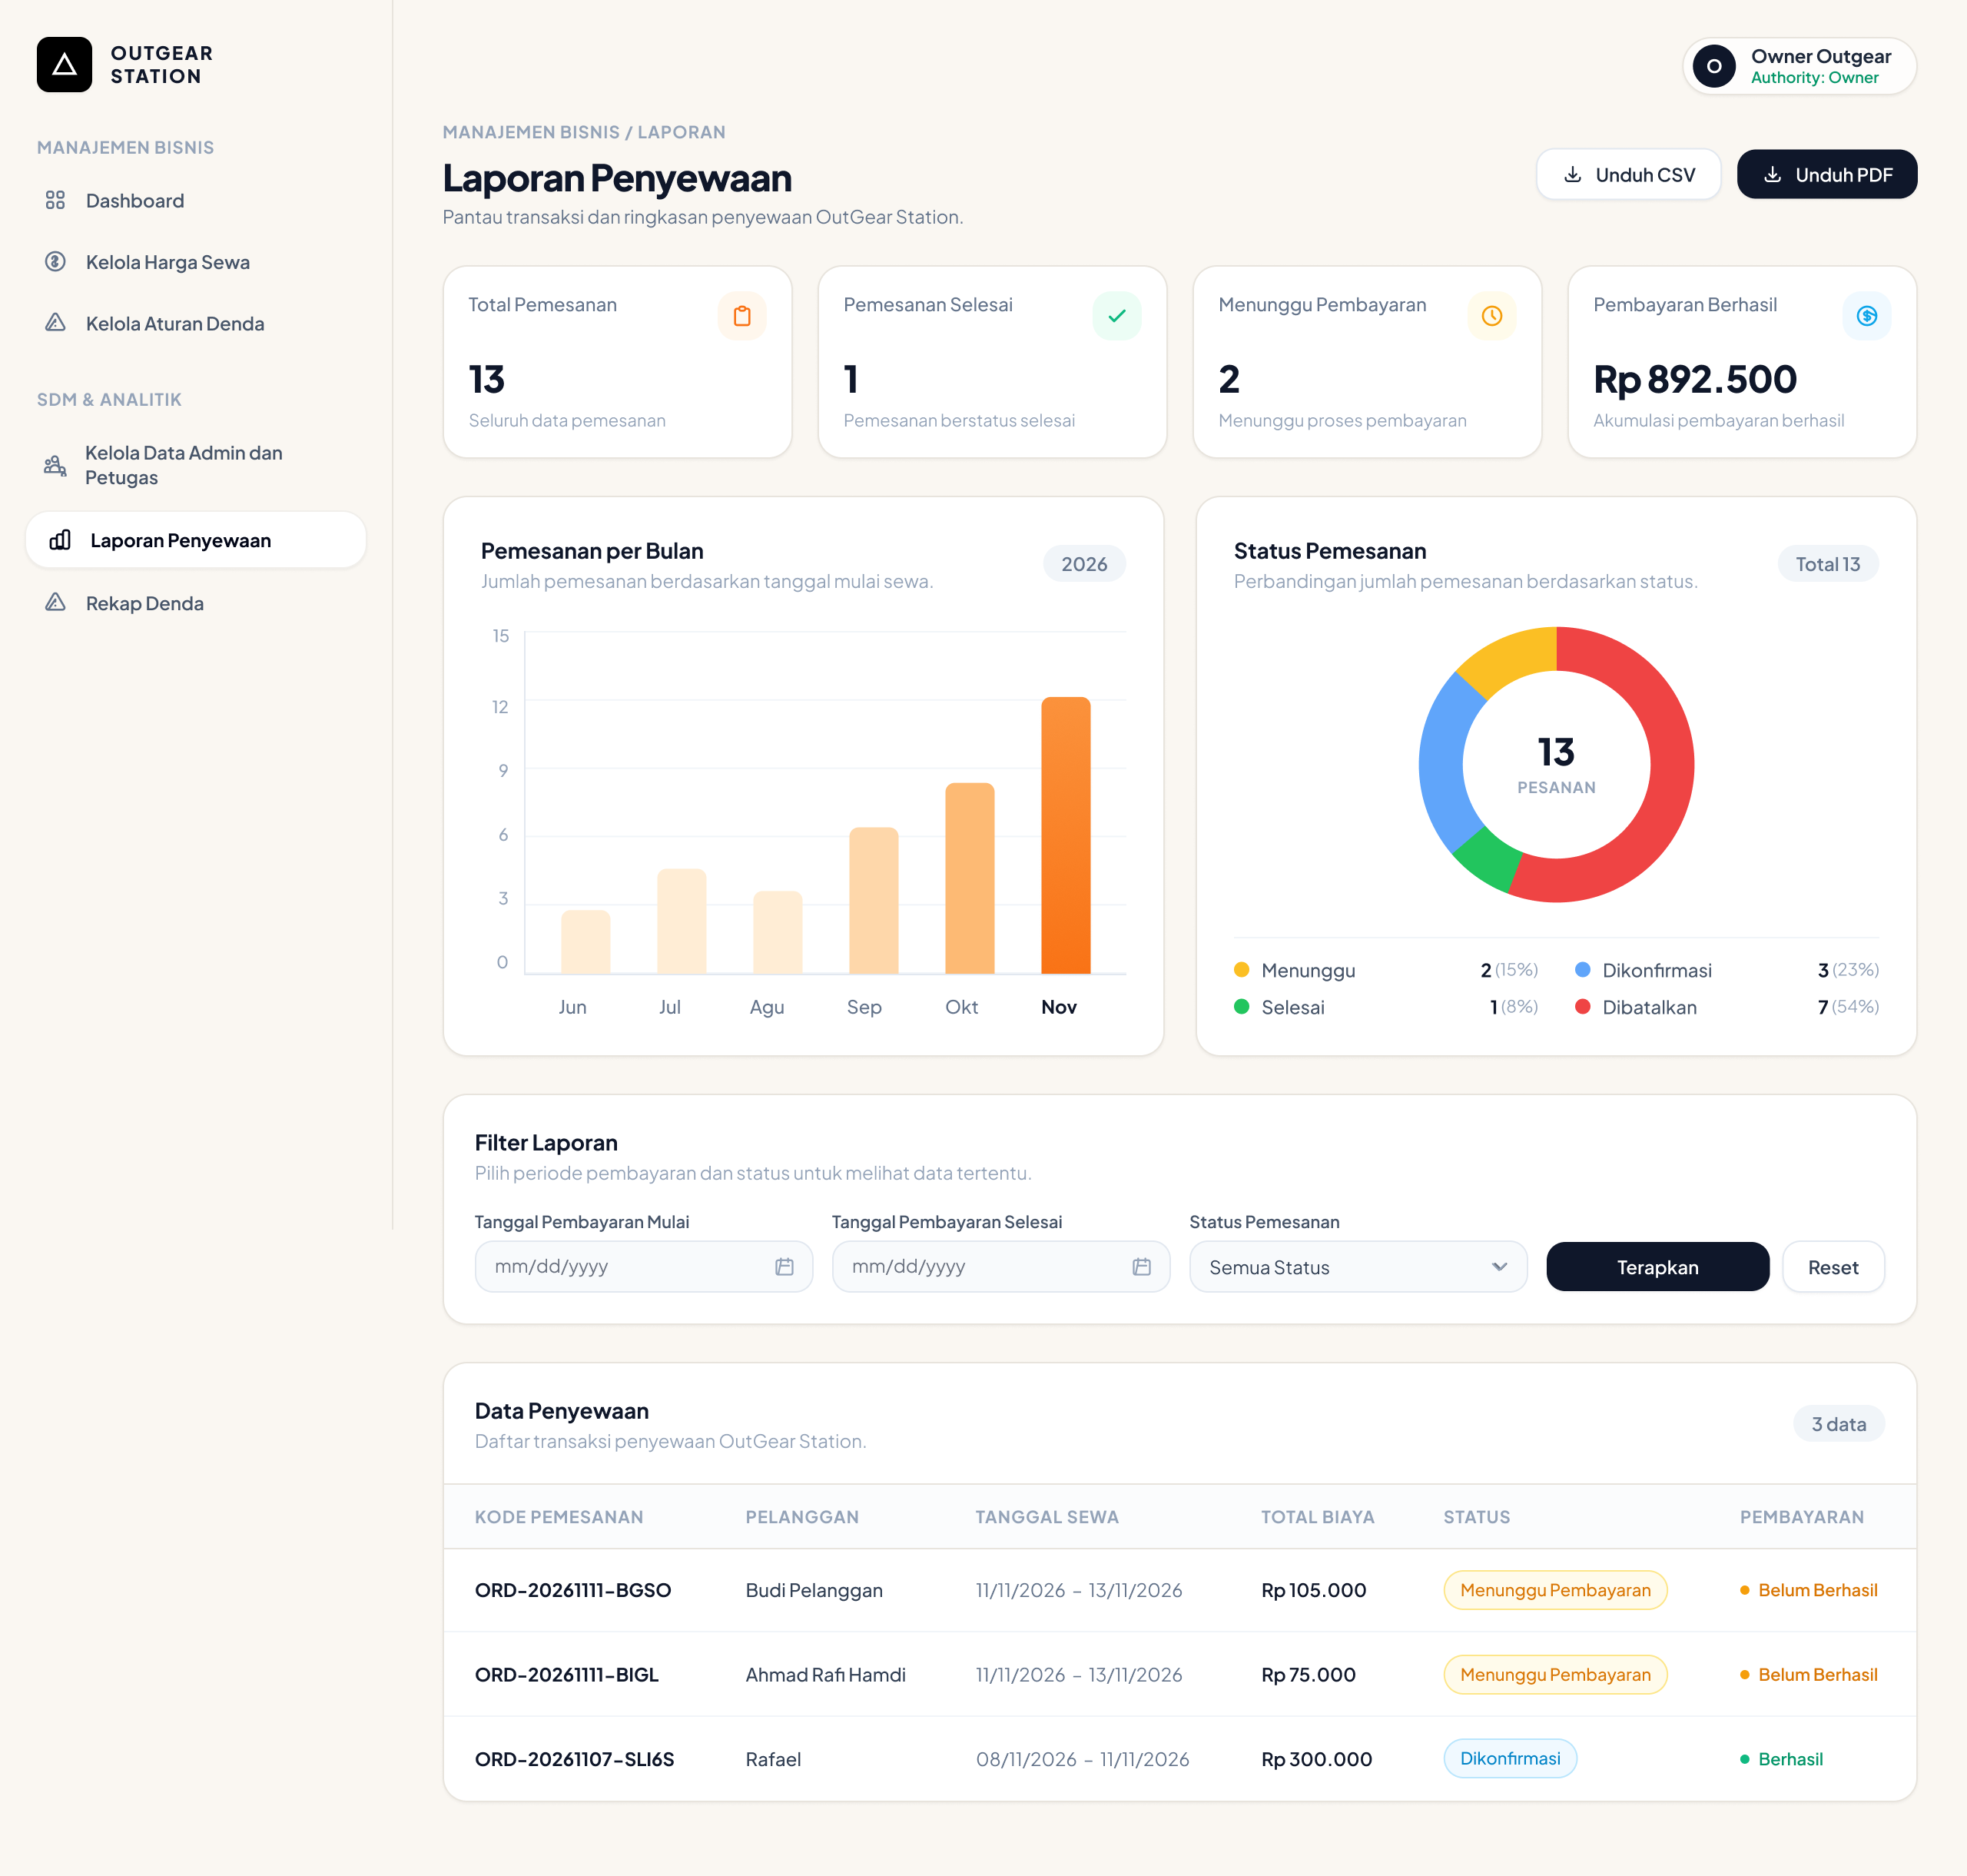 OUTGEAR
STATION
MANAJEMEN BISNIS
Dashboard
Kelola Harga Sewa
Kelola Aturan Denda
SDM & ANALITIK
Kelola Data Admin dan
Petugas
Laporan Penyewaan
Rekap Denda
O
Owner Outgear
Authority: Owner
MANAJEMEN BISNIS / LAPORAN
Laporan Penyewaan
Pantau transaksi dan ringkasan penyewaan OutGear Station.
Unduh CSV
Unduh PDF
Total Pemesanan
13
Seluruh data pemesanan
Pemesanan Selesai
1
Pemesanan berstatus selesai
Menunggu Pembayaran
2
Menunggu proses pembayaran
Pembayaran Berhasil
Rp 892.500
Akumulasi pembayaran berhasil
Pemesanan per Bulan
Jumlah pemesanan berdasarkan tanggal mulai sewa.
2026
15
12
9
6
3
0
Jun Jul Agu Sep Okt Nov
Status Pemesanan
Perbandingan jumlah pemesanan berdasarkan status.
Total 13
13
PESANAN
Menunggu 2 (15%) Dikonfirmasi 3 (23%)
Selesai 1 (8%) Dibatalkan 7 (54%)
Filter Laporan
Pilih periode pembayaran dan status untuk melihat data tertentu.
Tanggal Pembayaran Mulai Tanggal Pembayaran Selesai Status Pemesanan
mm/dd/yyyy mm/dd/yyyy Semua Status Terapkan Reset
Data Penyewaan
Daftar transaksi penyewaan OutGear Station.
3 data
KODE PEMESANAN PELANGGAN TANGGAL SEWA TOTAL BIAYA STATUS PEMBAYARAN
ORD-20261111-BGSO Budi Pelanggan 11/11/2026 - 13/11/2026 Rp 105.000 Menunggu Pembayaran Belum Berhasil
ORD-20261111-BIGL Ahmad Rafi Hamdi 11/11/2026 - 13/11/2026 Rp 75.000 Menunggu Pembayaran Belum Berhasil
ORD-20261107-SLI6S Rafael 08/11/2026 - 11/11/2026 Rp 300.000 Dikonfirmasi Berhasil